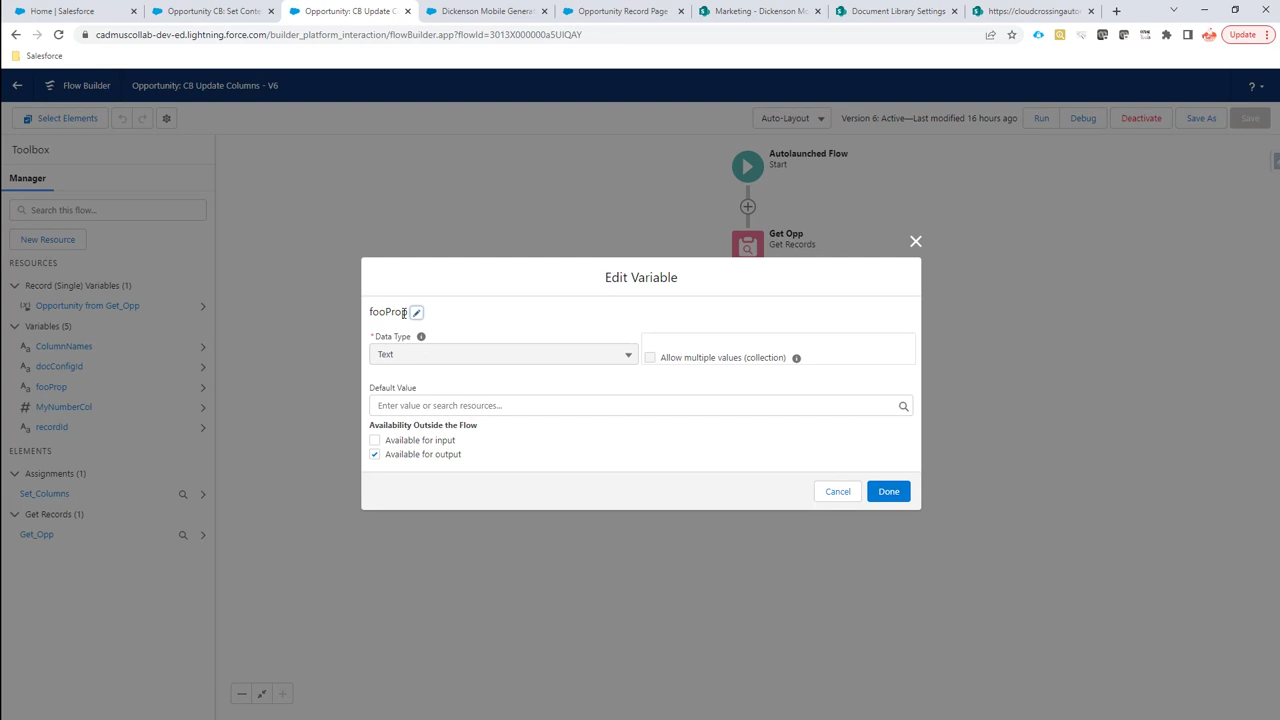 Home | Salesforce
Opportunity CB: Set Conte
Opportunity: CB Update C
Dickenson Mobile Generat
Opportunity Record Page
Marketing - Dickenson Mo
Document Library Settings
https://cloudcrossingautor
cadmuscollab-dev-ed.lightning.force.com/builder_platform_interaction/flowBuilder.app?flowId=3013X000000a5UIQAY
Update
Salesforce
Flow Builder
Opportunity: CB Update Columns - V6
?
Select Elements
Auto-Layout
Version 6: Active—Last modified 16 hours ago
Run
Debug
Deactivate
Save As
Save
Toolbox
Manager
Search this flow...
New Resource
RESOURCES
Record (Single) Variables (1)
Opportunity from Get_Opp
Variables (5)
ColumnNames
docConfigId
fooProp
MyNumberCol
recordId
ELEMENTS
Assignments (1)
Set_Columns
Get Records (1)
Get_Opp
Autolaunched Flow
Start
Get Opp
Get Records
Edit Variable
fooProp
* Data Type
Text
Allow multiple values (collection)
Default Value
Enter value or search resources...
Availability Outside the Flow
Available for input
Available for output
Cancel
Done